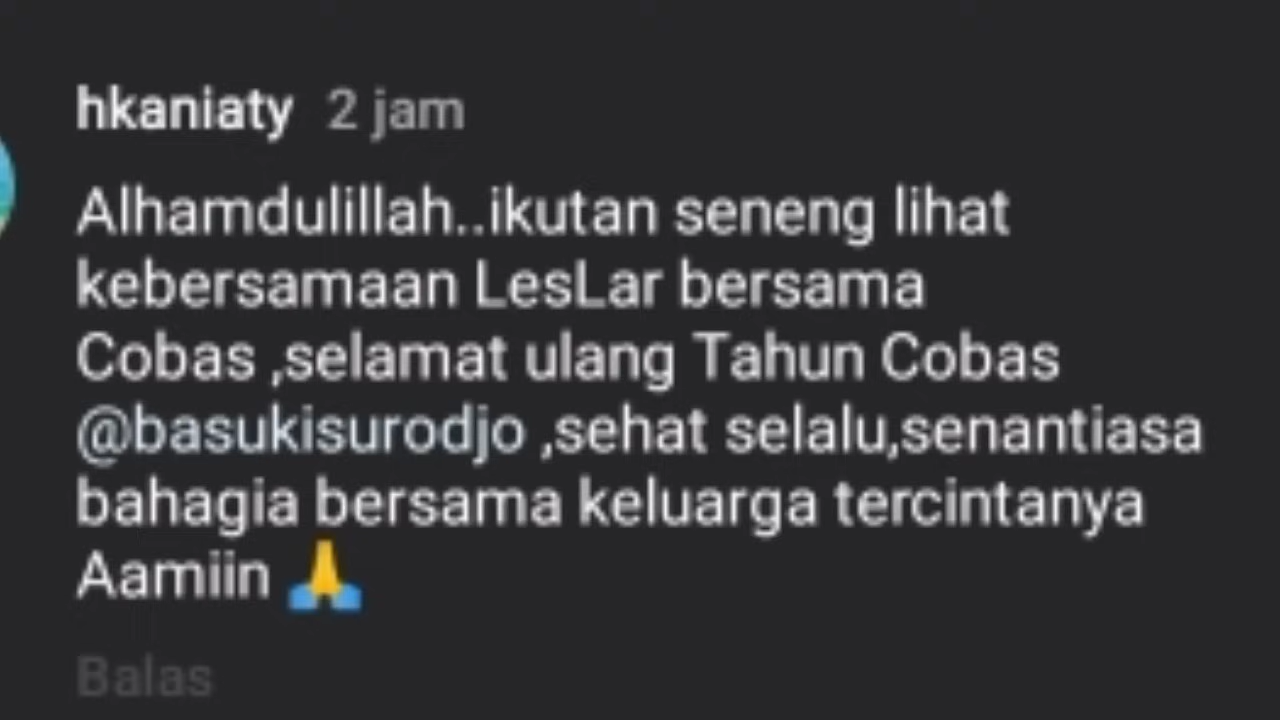 hkaniaty 2 jam
Alhamdulillah..ikutan seneng lihat
kebersamaan LesLar bersama
Cobas ,selamat ulang Tahun Cobas
@basukisurodjo ,sehat selalu,senantiasa
bahagia bersama keluarga tercintanya
Aamiin 🙏
Balas